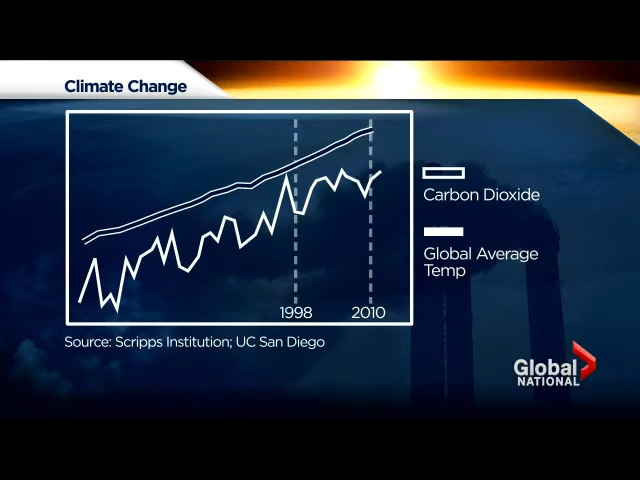 Climate Change
Carbon Dioxide
Global Average
Temp
1998
2010
Source: Scripps Institution; UC San Diego
Global
NATIONAL